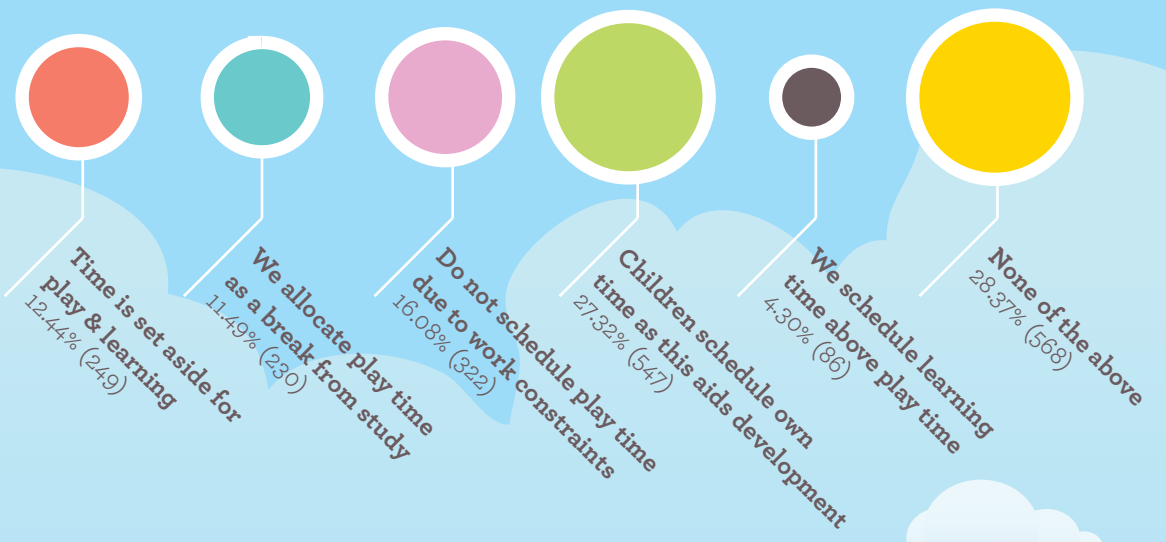 Time is set aside for
play & learning
12.44% (249)
We allocate play time
as a break from study
11.49% (230)
Do not schedule play time
due to work constraints
16.08% (322)
Children schedule own
time as this aids development
27.32% (547)
We schedule learning
time above play time
4.30% (86)
None of the above
28.37% (568)